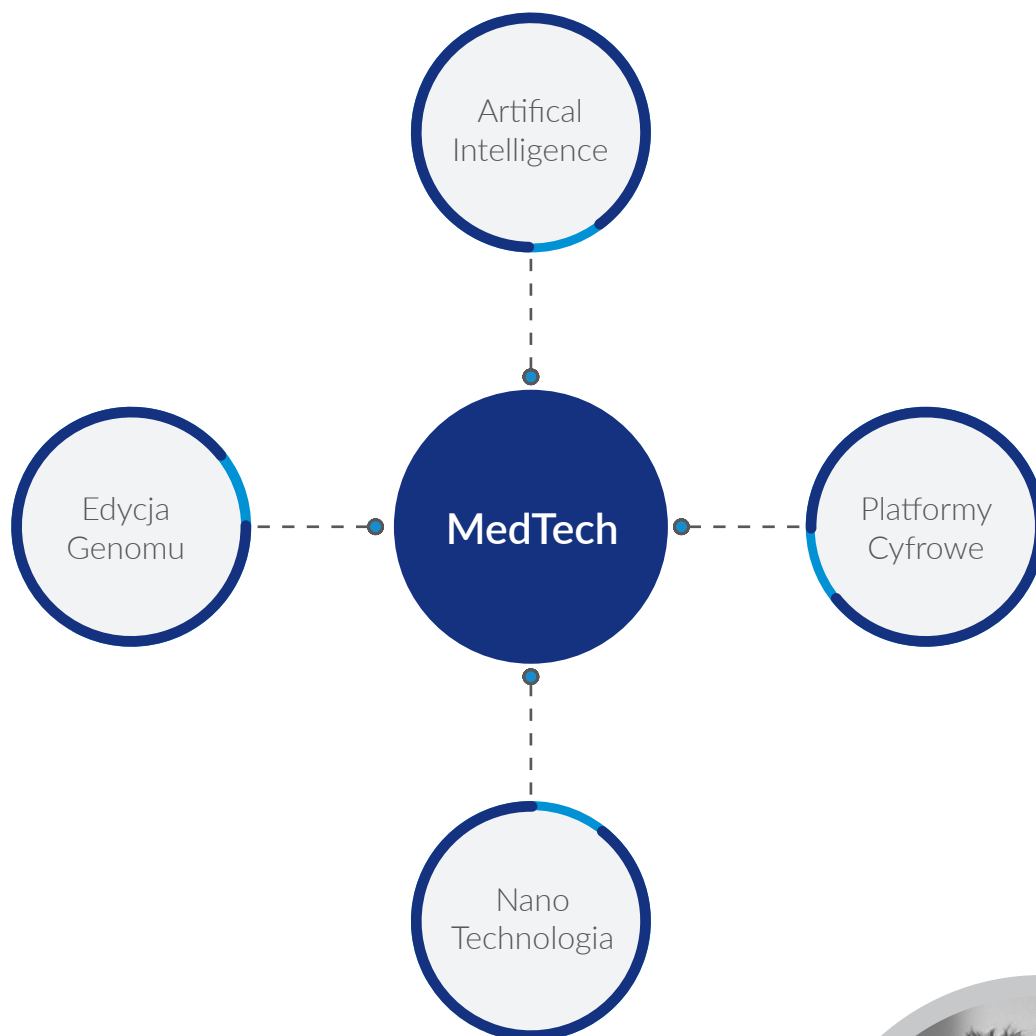 Artifical
Intelligence
Edycja
Genomu
MedTech
Platformy
Cyfrowe
Nano
Technologia